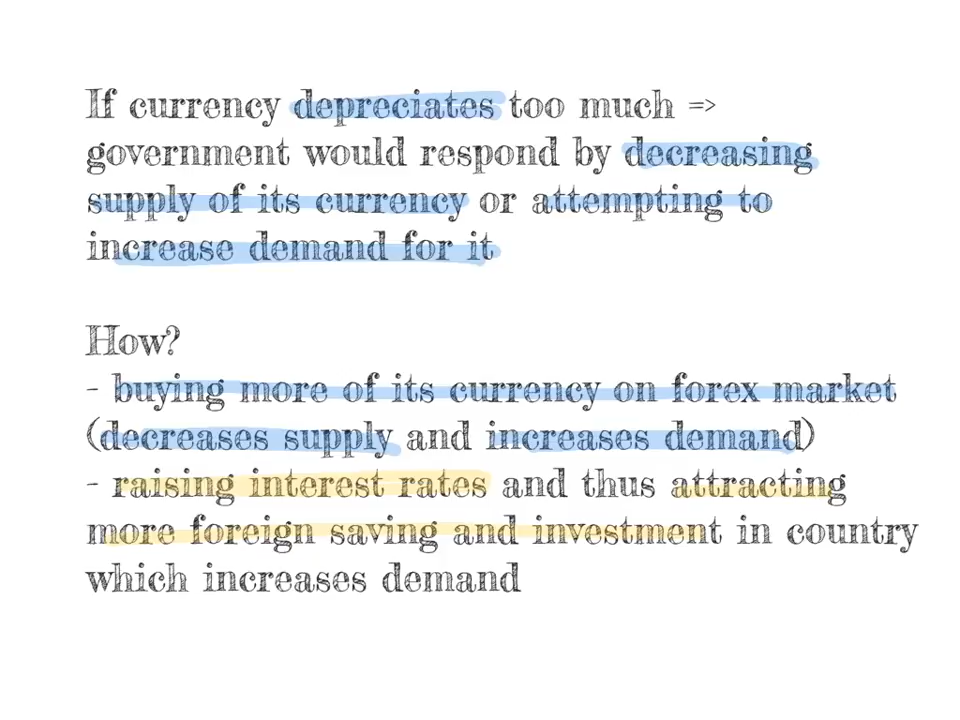 If currency depreciates too much =>
government would respond by decreasing
supply of its currency or attempting to
increase demand for it
How?
- buying more of its currency on forex market
(decreases supply and increases demand)
- raising interest rates and thus attracting
more foreign saving and investment in country
which increases demand